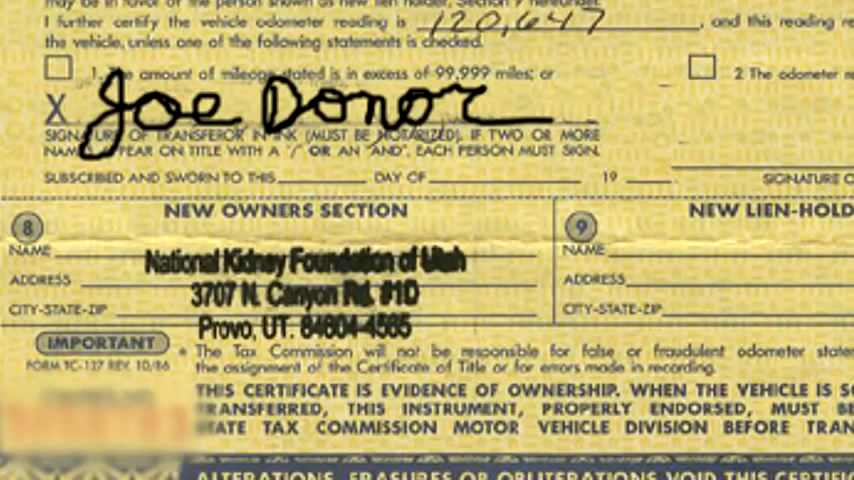 may be in favor of the person shown as new lien holder, Section 9 hereunder.
I further certify the vehicle odometer reading is 120,647, and this reading re
the vehicle, unless one of the following statements is checked.
1. The amount of mileage stated is in excess of 99,999 miles; or
2 The odometer re
X Joe Donor
SIGNATURE OF TRANSFEROR IN INK (MUST BE NOTARIZED). IF TWO OR MORE
NAMES APPEAR ON TITLE WITH A "/" OR AN "AND", EACH PERSON MUST SIGN.
SUBSCRIBED AND SWORN TO THIS DAY OF 19
SIGNATURE O
8 NEW OWNERS SECTION
NAME National Kidney Foundation of Utah
ADDRESS 3707 N. Canyon Rd. #1D
CITY-STATE-ZIP Provo, UT. 84604-4585
9 NEW LIEN-HOLD
NAME
ADDRESS
CITY-STATE-ZIP
IMPORTANT
FORM TC-127 REV. 10/86
* The Tax Commission will not be responsible for false or fraudulent odometer state
the assignment of the Certificate of Title or for errors made in recording.
THIS CERTIFICATE IS EVIDENCE OF OWNERSHIP. WHEN THE VEHICLE IS SO
TRANSFERRED, THIS INSTRUMENT, PROPERLY ENDORSED, MUST BE
STATE TAX COMMISSION MOTOR VEHICLE DIVISION BEFORE TRAN
ALTERATIONS, ERASURES OR OBLITERATIONS VOID THIS CERTIFIC